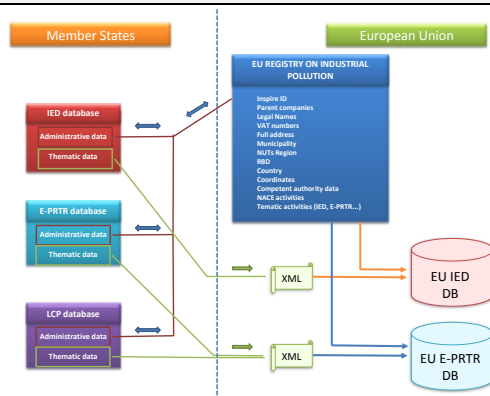 Member States
European Union
EU REGISTRY ON INDUSTRIAL
POLLUTION
Inspire ID
Parent companies
Legal Names
VAT numbers
Full address
Municipality
NUTs Region
RBD
Country
Coordinates
Competent authority data
NACE activities
Tematic activities (IED, E-PRTR...)
IED database
Administrative data
Thematic data
E-PRTR database
Administrative data
Thematic data
LCP database
Administrative data
Thematic data
XML
XML
EU IED
DB
EU E-PRTR
DB